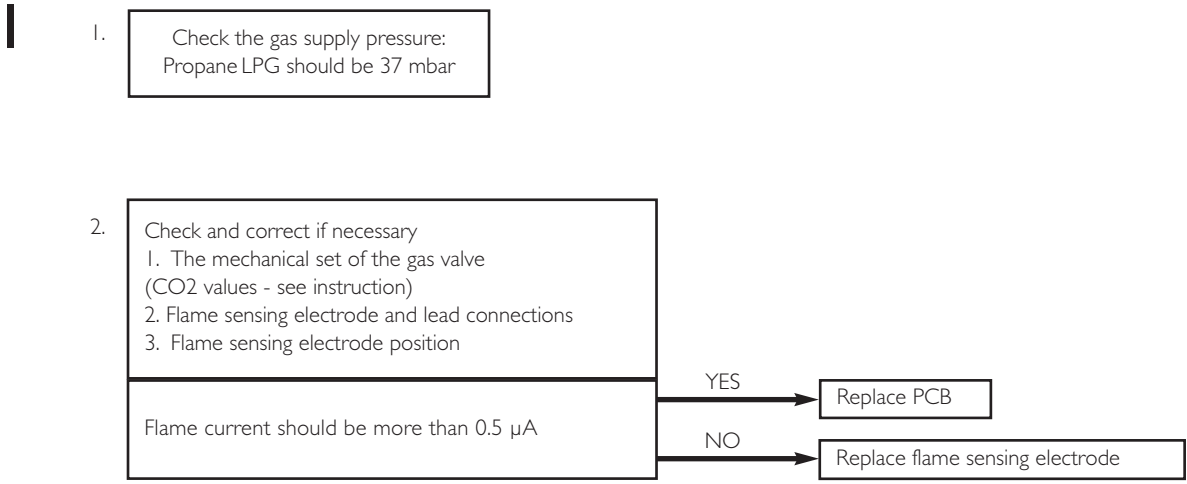 1.
Check the gas supply pressure:
Propane LPG should be 37 mbar
2.
Check and correct if necessary
1. The mechanical set of the gas valve
(CO2 values - see instruction)
2. Flame sensing electrode and lead connections
3. Flame sensing electrode position
YES
Replace PCB
Flame current should be more than 0.5 µA
NO
Replace flame sensing electrode